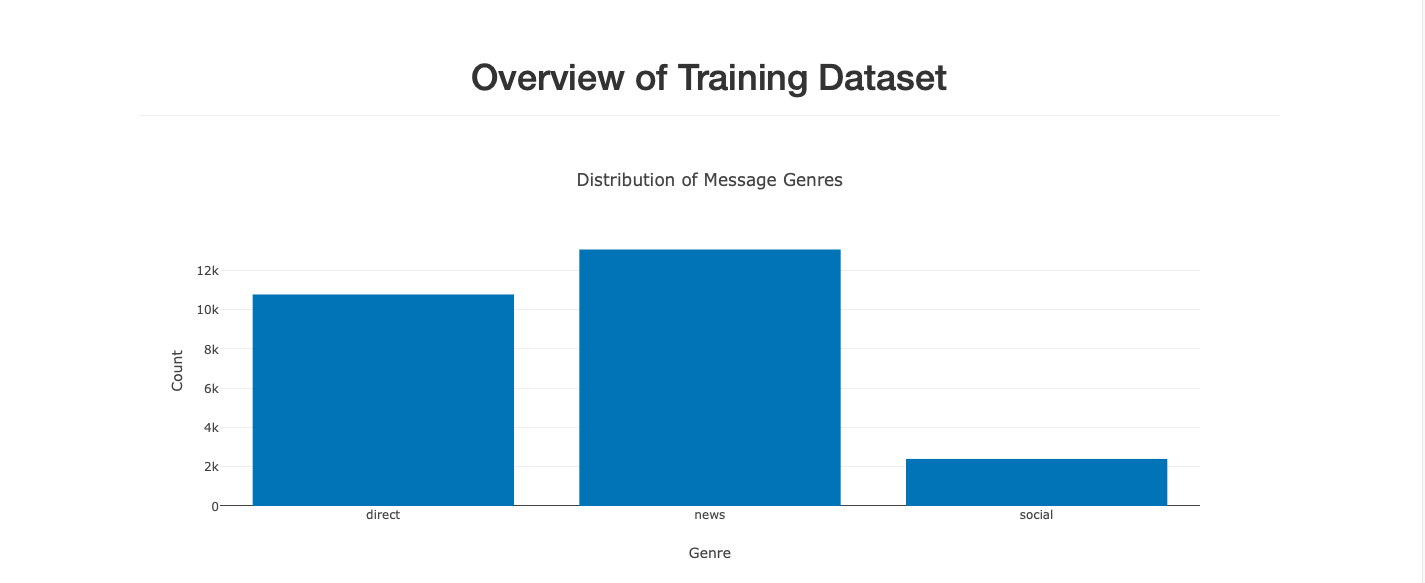 Overview of Training Dataset
Distribution of Message Genres
12k
10k
8k
6k
4k
2k
0
Count
direct news social
Genre